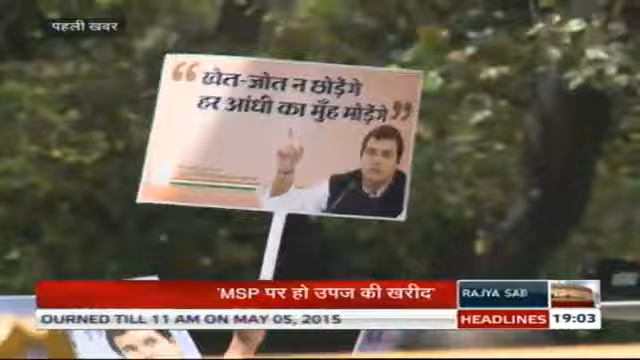 पहली खबर
“ खेत-जोत न छोड़ेंगे
हर आंधी का मुँह मोड़ेंगे ”
'MSP पर हो उपज की खरीद'
RAJYA SAB
OURNED TILL 11 AM ON MAY 05, 2015
HEADLINES 19:03